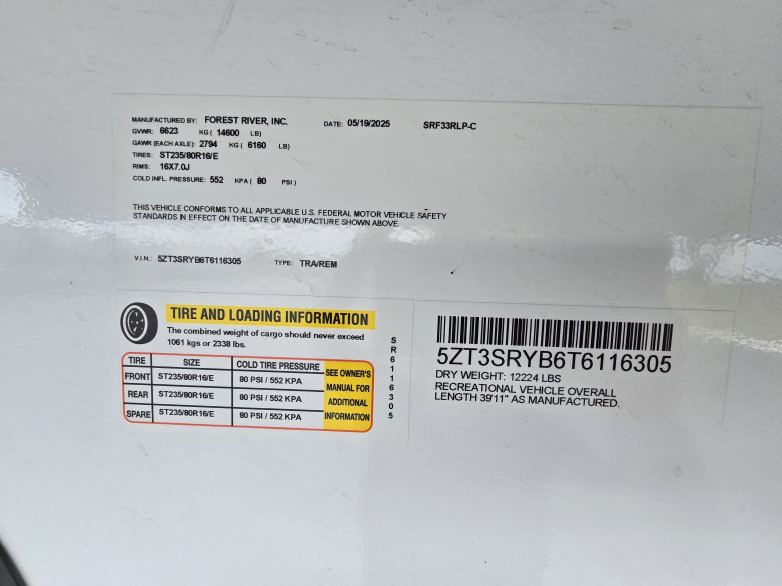 MANUFACTURED BY: FOREST RIVER, INC. DATE: 05/19/2025 SRF33RLP-C
GVWR: 6623 KG ( 14600 LB)
GAWR (EACH AXLE): 2794 KG ( 6160 LB)
TIRES: ST235/80R16/E
RIMS: 16X7.0J
COLD INFL. PRESSURE: 552 KPA ( 80 PSI )
THIS VEHICLE CONFORMS TO ALL APPLICABLE U.S. FEDERAL MOTOR VEHICLE SAFETY
STANDARDS IN EFFECT ON THE DATE OF MANUFACTURE SHOWN ABOVE.
V.I.N.: 5ZT3SRYB6T6116305 TYPE: TRA/REM
TIRE AND LOADING INFORMATION
The combined weight of cargo should never exceed
1061 kgs or 2338 lbs.
TIRE SIZE COLD TIRE PRESSURE
FRONT ST235/80R16/E 80 PSI / 552 KPA
REAR ST235/80R16/E 80 PSI / 552 KPA
SPARE ST235/80R16/E 80 PSI / 552 KPA
SEE OWNER'S
MANUAL FOR
ADDITIONAL
INFORMATION
SR6116305
5ZT3SRYB6T6116305
DRY WEIGHT: 12224 LBS
RECREATIONAL VEHICLE OVERALL
LENGTH 39'11" AS MANUFACTURED.